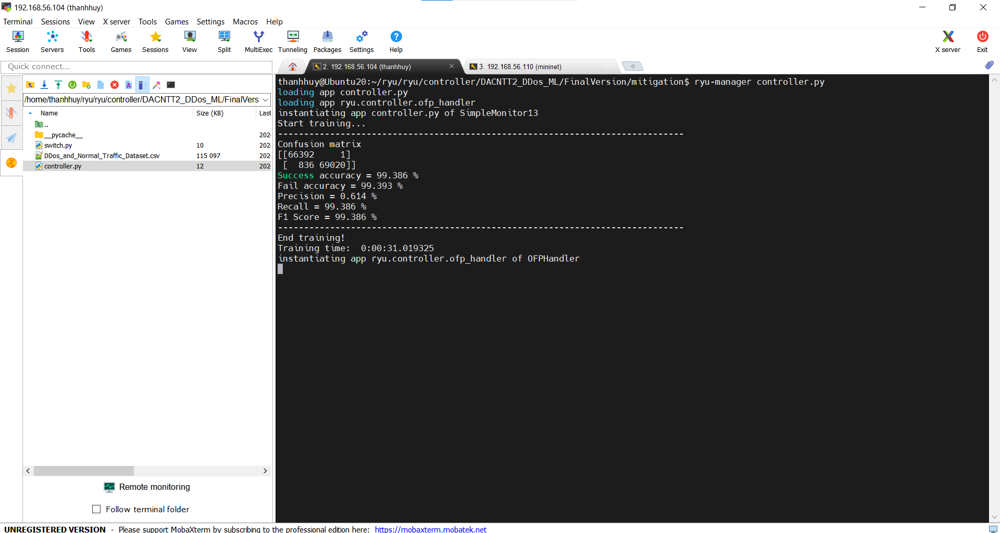 192.168.56.104 (thanhhuy)
Terminal Sessions View X server Tools Games Settings Macros Help
Session Servers Tools Games Sessions View Split MultiExec Tunneling Packages Settings Help X server Exit
Quick connect...
2. 192.168.56.104 (thanhhuy)
3. 192.168.56.110 (mininet)
/home/thanhhuy/ryu/ryu/controller/DACNTT2_DDos_ML/FinalVers
Name Size (KB) Last
..
__pycache__ 202
switch.py 10 202
DDos_and_Normal_Traffic_Dataset.csv 115 097 202
controller.py 12 202
Remote monitoring
Follow terminal folder
thanhhuy@Ubuntu20:~/ryu/ryu/controller/DACNTT2_DDos_ML/FinalVersion/mitigation$ ryu-manager controller.py
loading app controller.py
loading app ryu.controller.ofp_handler
instantiating app controller.py of SimpleMonitor13
Start training...
------------------------------------------------------------------------------
Confusion matrix
[[66392     1]
 [  836 69020]]
Success accuracy = 99.386 %
Fail accuracy = 99.393 %
Precision = 0.614 %
Recall = 99.386 %
F1 Score = 99.386 %
------------------------------------------------------------------------------
End training!
Training time:  0:00:31.019325
instantiating app ryu.controller.ofp_handler of OFPHandler
UNREGISTERED VERSION - Please support MobaXterm by subscribing to the professional edition here: https://mobaxterm.mobatek.net